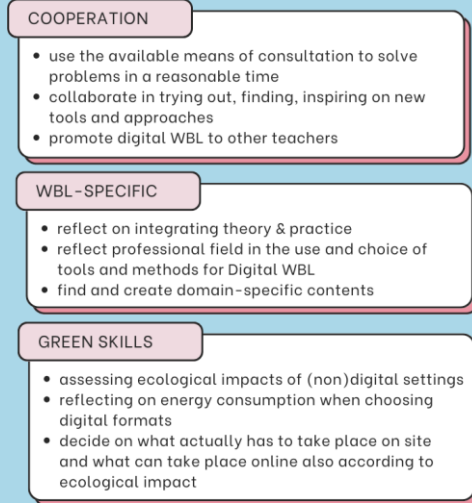 COOPERATION
• use the available means of consultation to solve
problems in a reasonable time
• collaborate in trying out, finding, inspiring on new
tools and approaches
• promote digital WBL to other teachers
WBL-SPECIFIC
• reflect on integrating theory & practice
• reflect professional field in the use and choice of
tools and methods for Digital WBL
• find and create domain-specific contents
GREEN SKILLS
• assessing ecological impacts of (non)digital settings
• reflecting on energy consumption when choosing
digital formats
• decide on what actually has to take place on site
and what can take place online also according to
ecological impact